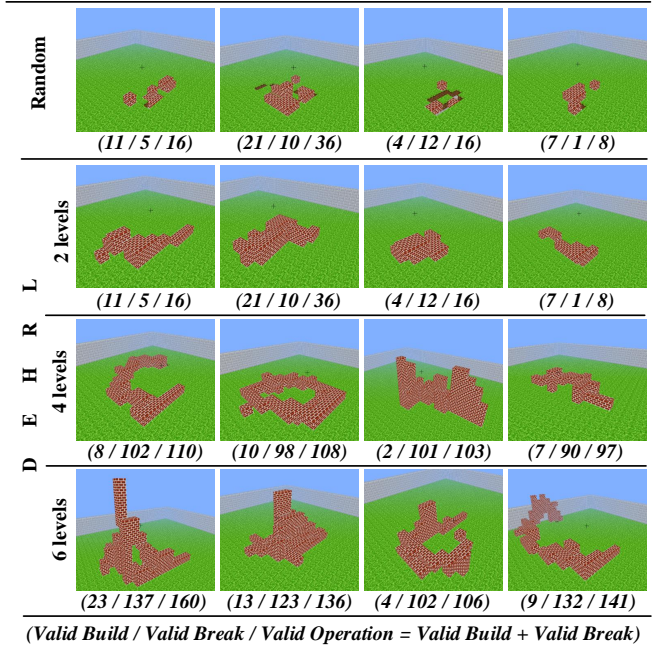 Random
(11 / 5 / 16) (21 / 10 / 36) (4 / 12 / 16) (7 / 1 / 8)
D E H R L
2 levels
(11 / 5 / 16) (21 / 10 / 36) (4 / 12 / 16) (7 / 1 / 8)
4 levels
(8 / 102 / 110) (10 / 98 / 108) (2 / 101 / 103) (7 / 90 / 97)
6 levels
(23 / 137 / 160) (13 / 123 / 136) (4 / 102 / 106) (9 / 132 / 141)
(Valid Build / Valid Break / Valid Operation = Valid Build + Valid Break)